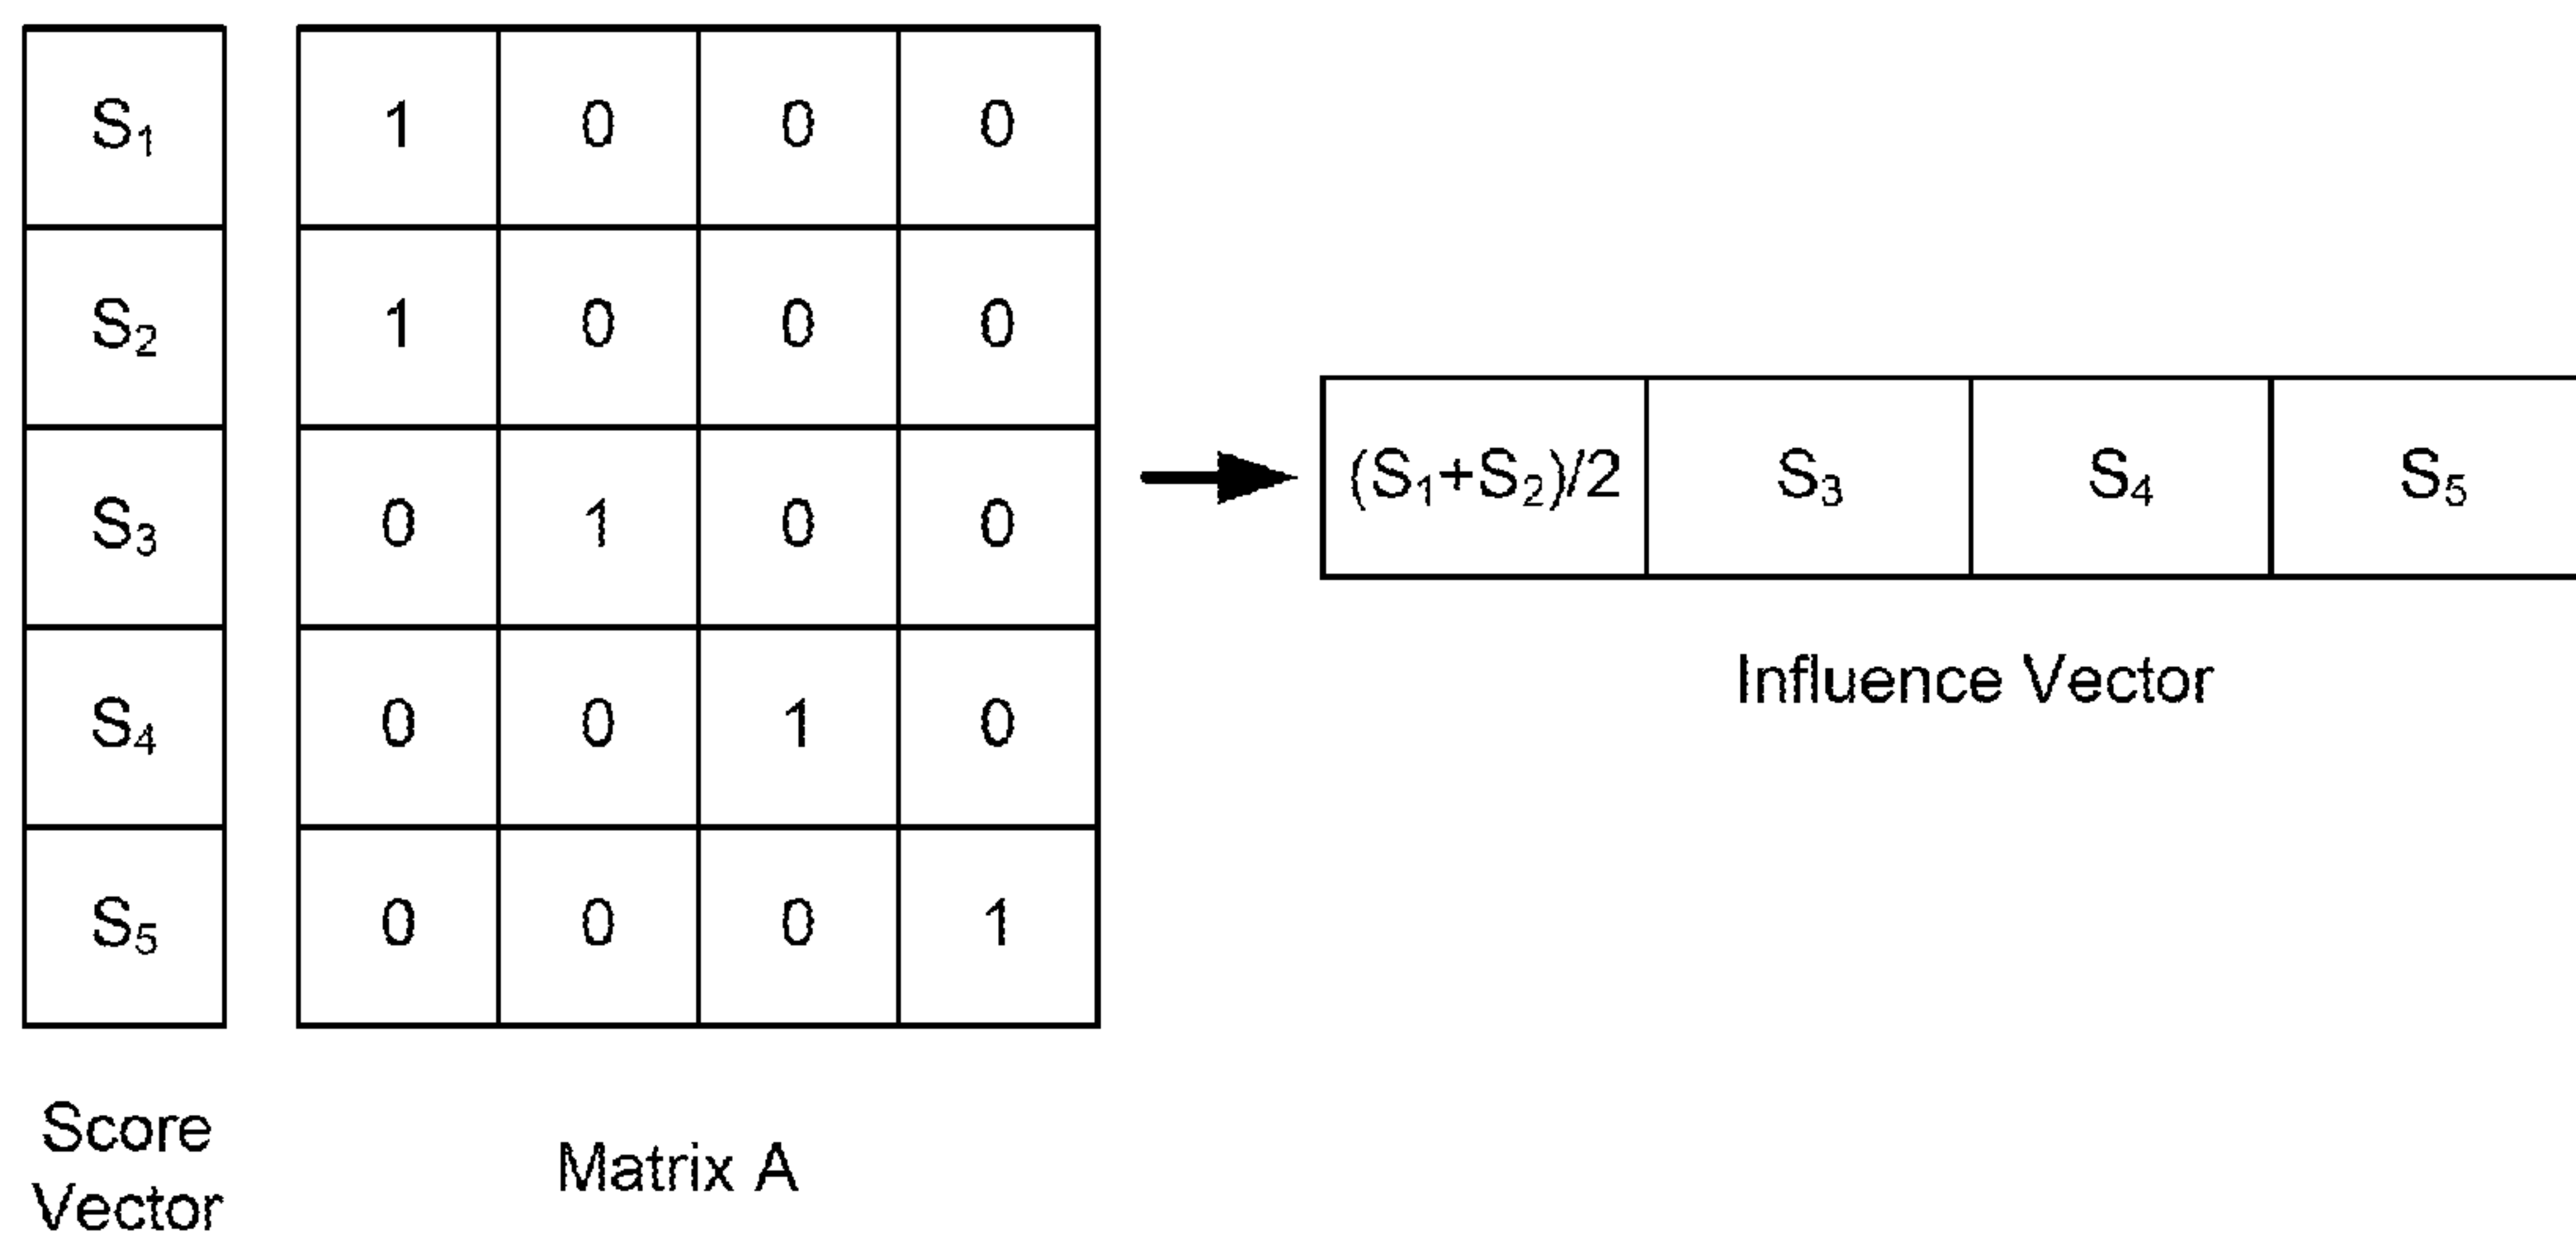 S₁ 1 0 0 0
S₂ 1 0 0 0
(S₁+S₂)/2 S₃ S₄ S₅
S₃ 0 1 0 0
Influence Vector
S₄ 0 0 1 0
S₅ 0 0 0 1
Score
Vector
Matrix A